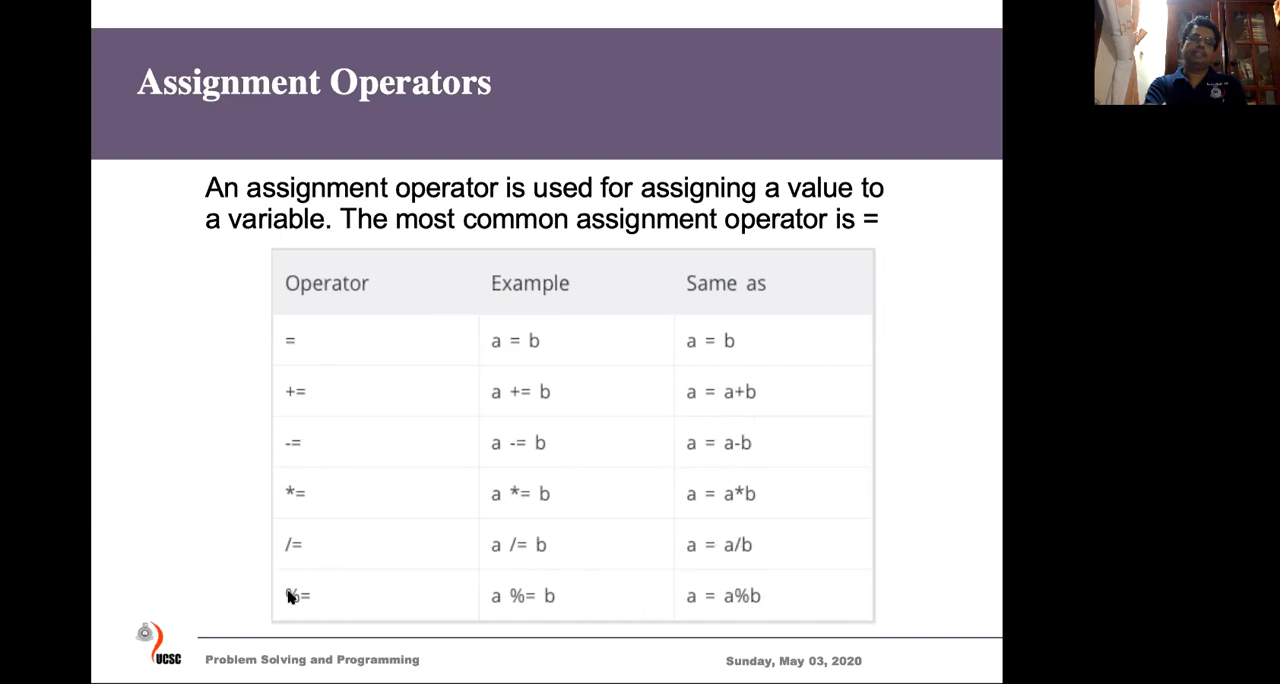 Assignment Operators
An assignment operator is used for assigning a value to
a variable. The most common assignment operator is =
Operator Example Same as
= a = b a = b
+= a += b a = a+b
-= a -= b a = a-b
*= a *= b a = a*b
/= a /= b a = a/b
%= a %= b a = a%b
UCSC Problem Solving and Programming Sunday, May 03, 2020